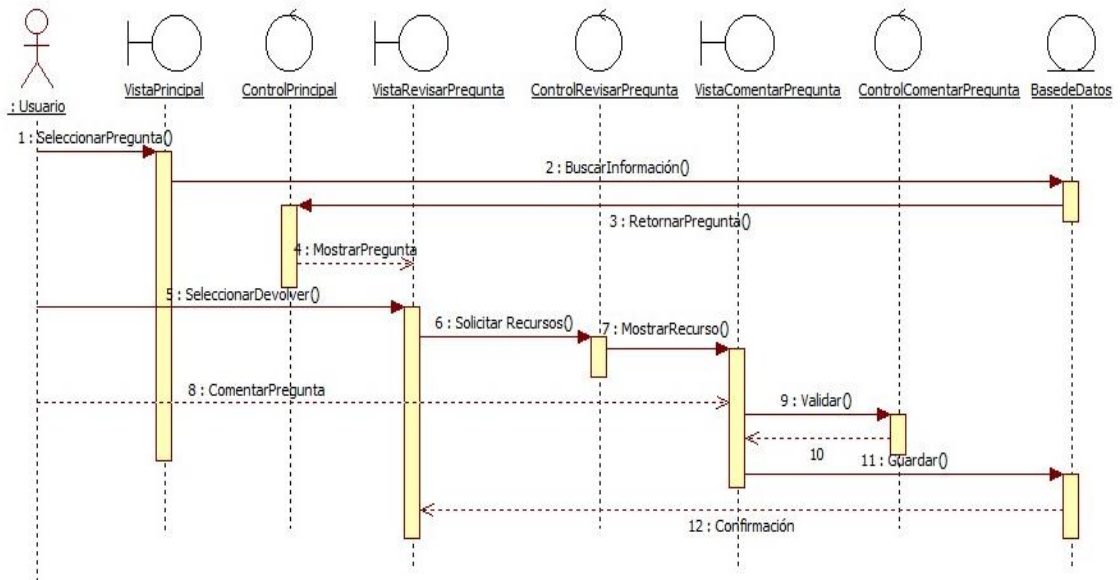 : Usuario
VistaPrincipal
ControlPrincipal
VistaRevisarPregunta
ControlRevisarPregunta
VistaComentarPregunta
ControlComentarPregunta
BasedeDatos
1 : SeleccionarPregunta()
2 : BuscarInformación()
3 : RetornarPregunta()
4 : MostrarPregunta
5 : SeleccionarDevolver()
6 : Solicitar Recursos()
7 : MostrarRecurso()
8 : ComentarPregunta
9 : Validar()
10
11 : Guardar()
12 : Confirmación